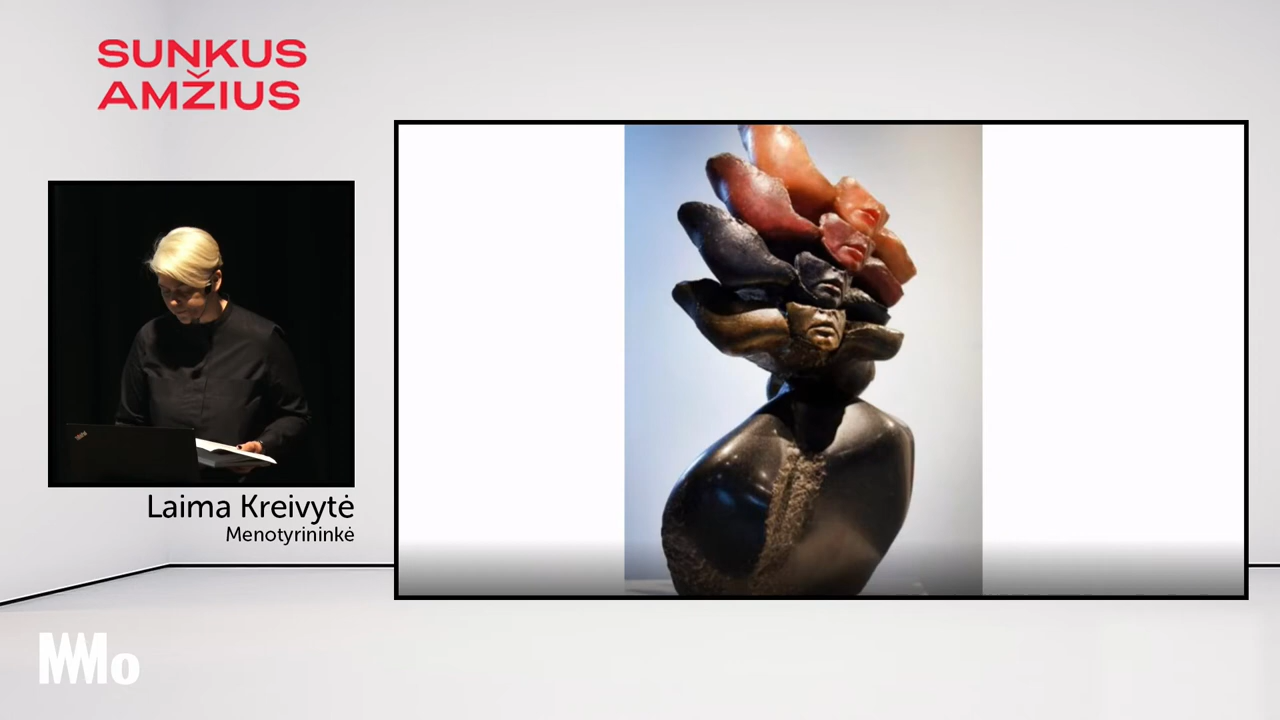 SUNKUS
AMŽIUS
Laima Kreivytė
Menotyrininkė
MMo